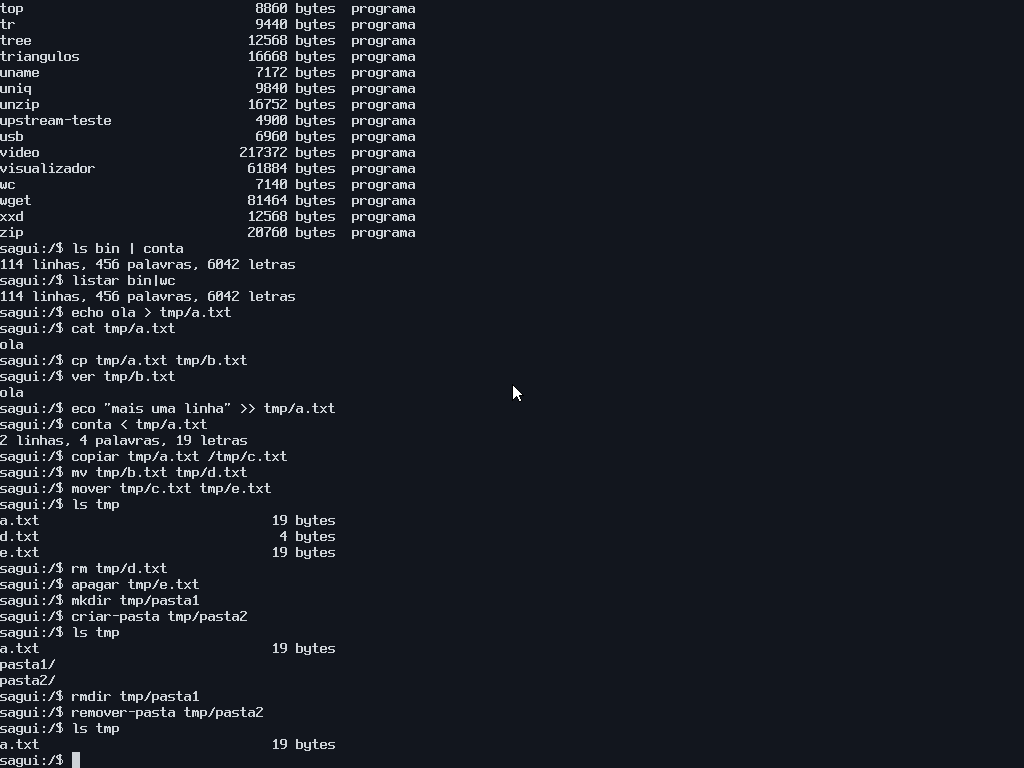 top                             8860 bytes  programa
tr                              9440 bytes  programa
tree                           12568 bytes  programa
triangulos                     16668 bytes  programa
uname                           7172 bytes  programa
uniq                            9840 bytes  programa
unzip                          16752 bytes  programa
upstream-teste                  4900 bytes  programa
usb                             6960 bytes  programa
video                         217372 bytes  programa
visualizador                   61884 bytes  programa
wc                              7140 bytes  programa
wget                           81464 bytes  programa
xxd                            12568 bytes  programa
zip                            20760 bytes  programa
sagui:/$ ls bin | conta
114 linhas, 456 palavras, 6042 letras
sagui:/$ listar bin|wc
114 linhas, 456 palavras, 6042 letras
sagui:/$ echo ola > tmp/a.txt
sagui:/$ cat tmp/a.txt
ola
sagui:/$ cp tmp/a.txt tmp/b.txt
sagui:/$ ver tmp/b.txt
ola
sagui:/$ eco "mais uma linha" >> tmp/a.txt
sagui:/$ conta < tmp/a.txt
2 linhas, 4 palavras, 19 letras
sagui:/$ copiar tmp/a.txt /tmp/c.txt
sagui:/$ mv tmp/b.txt tmp/d.txt
sagui:/$ mover tmp/c.txt tmp/e.txt
sagui:/$ ls tmp
a.txt                             19 bytes
d.txt                              4 bytes
e.txt                             19 bytes
sagui:/$ rm tmp/d.txt
sagui:/$ apagar tmp/e.txt
sagui:/$ mkdir tmp/pasta1
sagui:/$ criar-pasta tmp/pasta2
sagui:/$ ls tmp
a.txt                             19 bytes
pasta1/
pasta2/
sagui:/$ rmdir tmp/pasta1
sagui:/$ remover-pasta tmp/pasta2
sagui:/$ ls tmp
a.txt                             19 bytes
sagui:/$